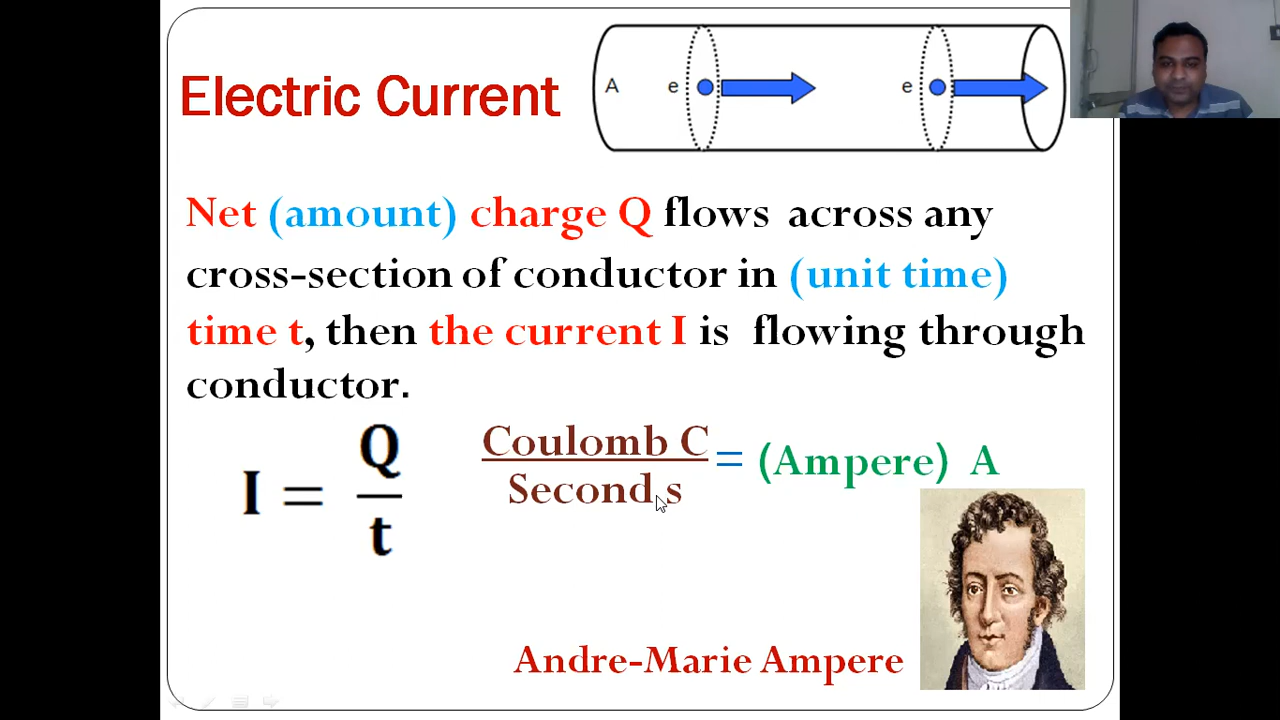 A e e
Electric Current
Net (amount) charge Q flows across any
cross-section of conductor in (unit time)
time t, then the current I is flowing through
conductor.
I = Q/t
Coulomb C
Second s
= (Ampere) A
Andre-Marie Ampere